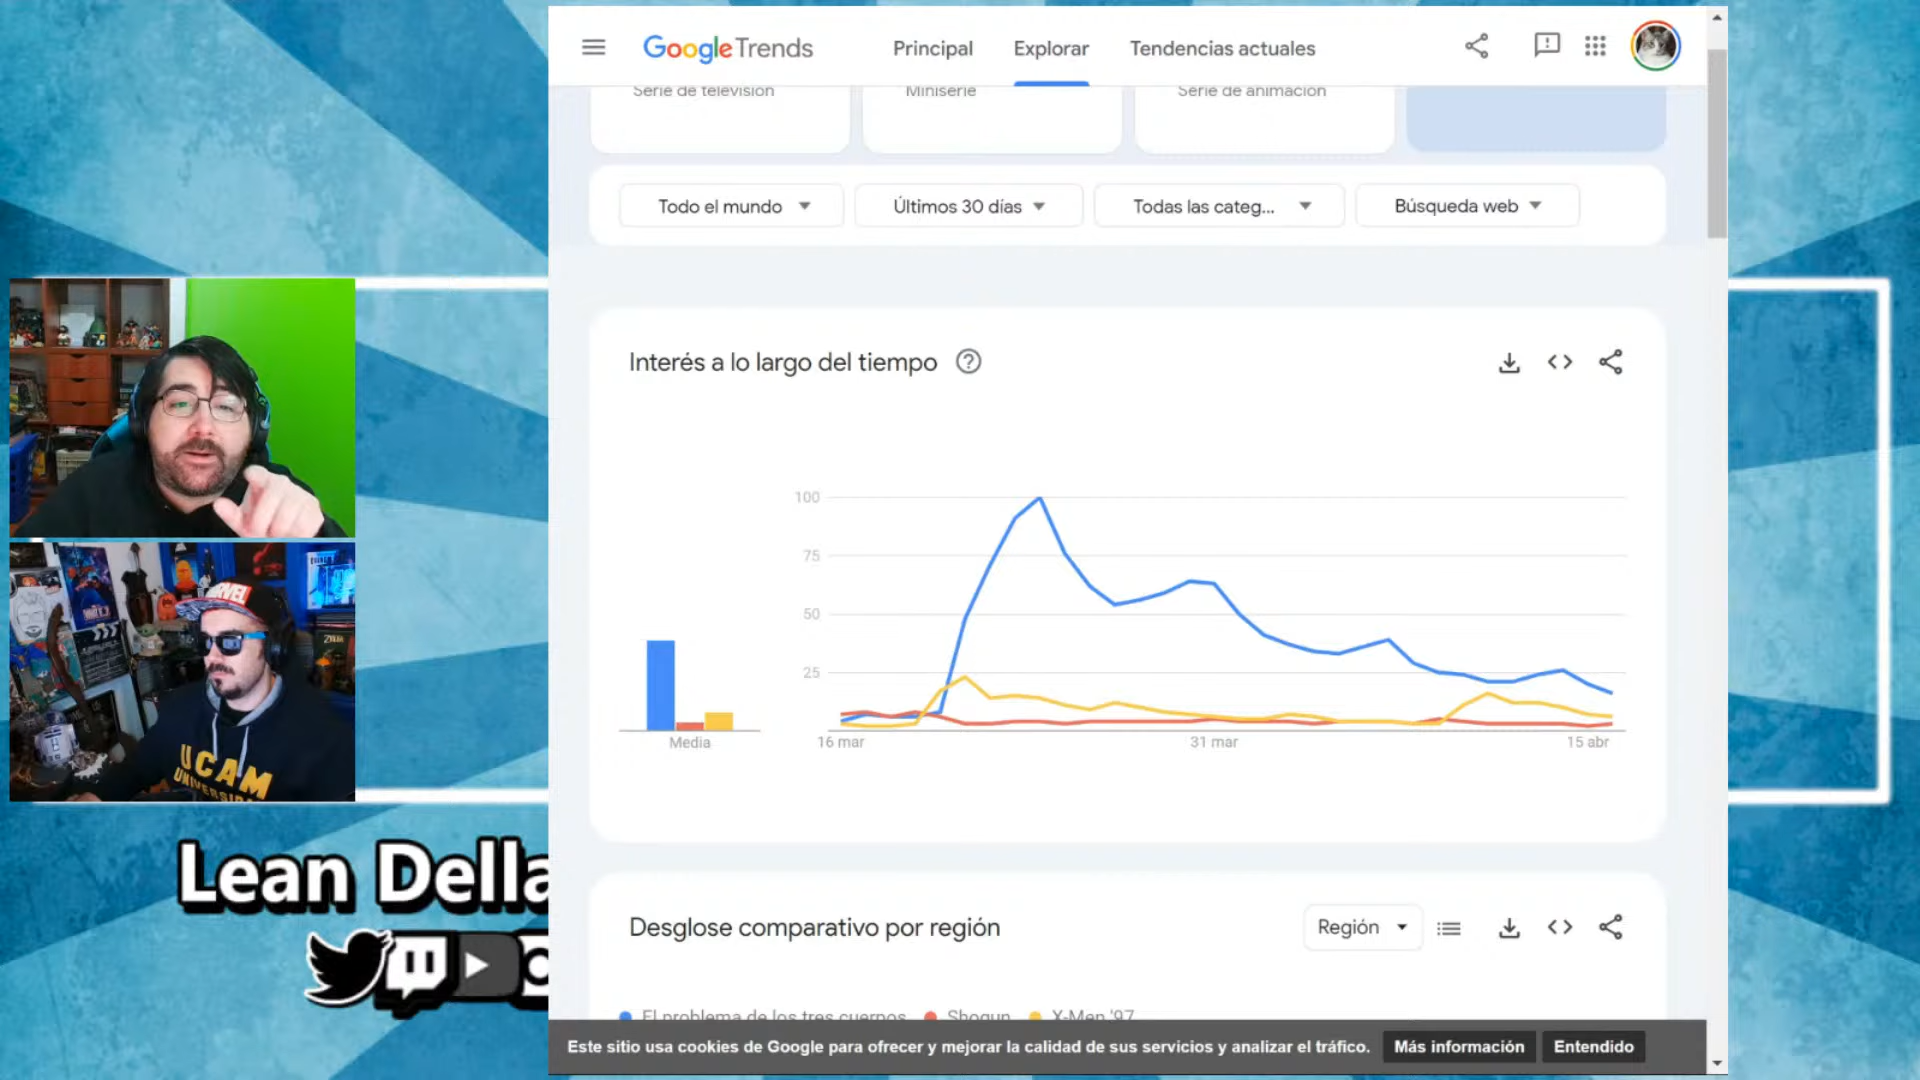 Google Trends
Principal
Explorar
Tendencias actuales
Serie de televisión
Miniserie
Serie de animación
Todo el mundo
Últimos 30 días
Todas las categ...
Búsqueda web
Interés a lo largo del tiempo
100
75
50
25
Media
16 mar
31 mar
15 abr
MARVEL
UCAM
Lean Della
Desglose comparativo por región
Región
El problema de los tres cuerpos
Shogun
X-Men '97
Este sitio usa cookies de Google para ofrecer y mejorar la calidad de sus servicios y analizar el tráfico.
Más información
Entendido